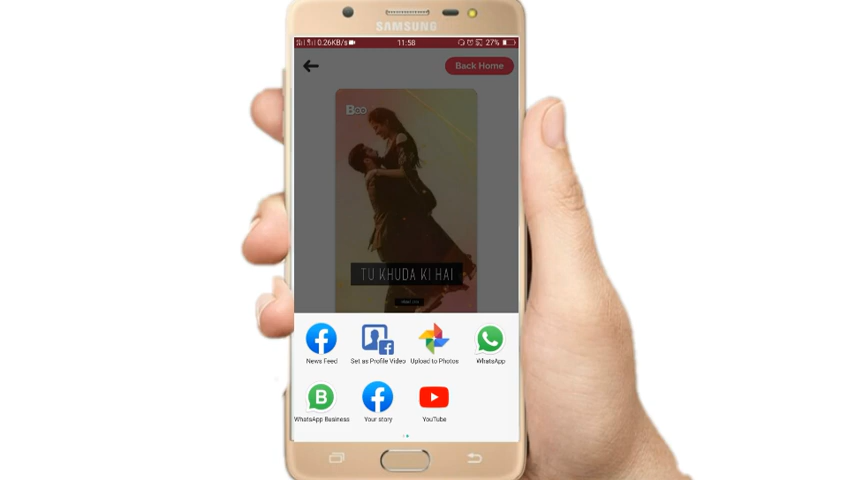 SAMSUNG
0.26KB/s
11:58
27%
Back Home
Boo
TU KHUDA KI HAI
News Feed
Set as Profile Video
Upload to Photos
WhatsApp
WhatsApp Business
Your story
YouTube